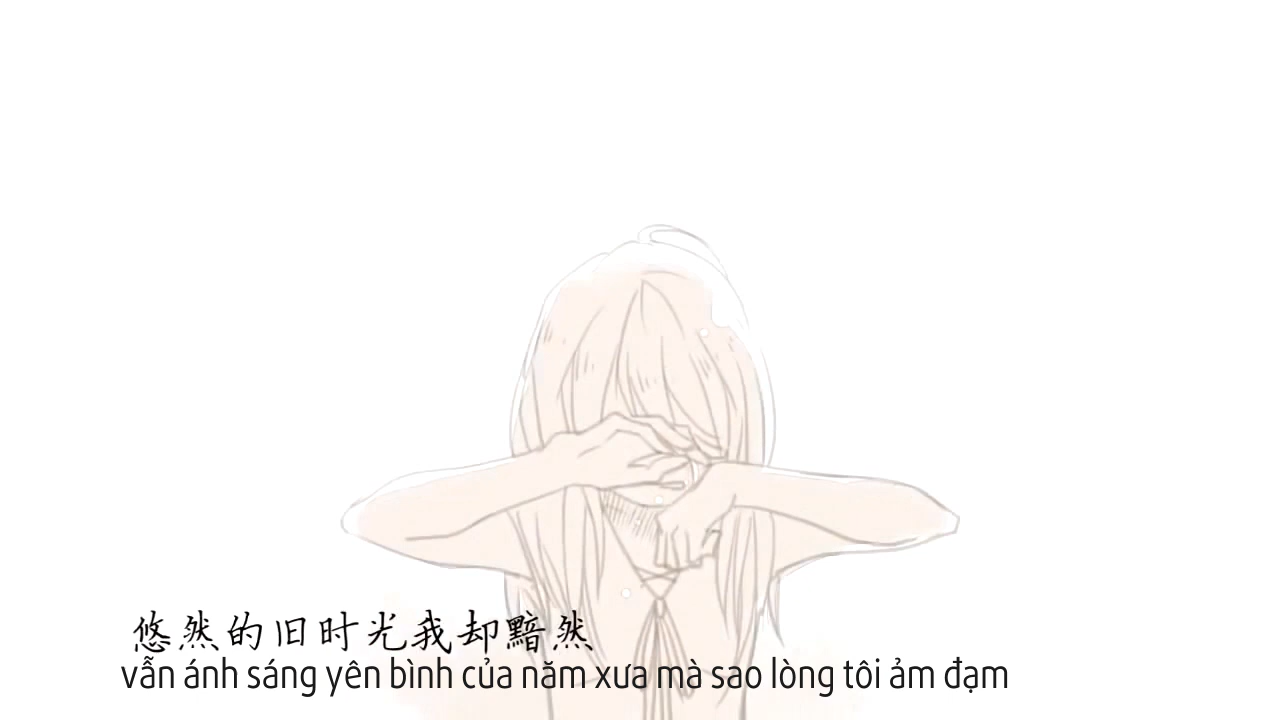 悠然的旧时光我却黯然
vẫn ánh sáng yên bình của năm xưa mà sao lòng tôi ảm đạm